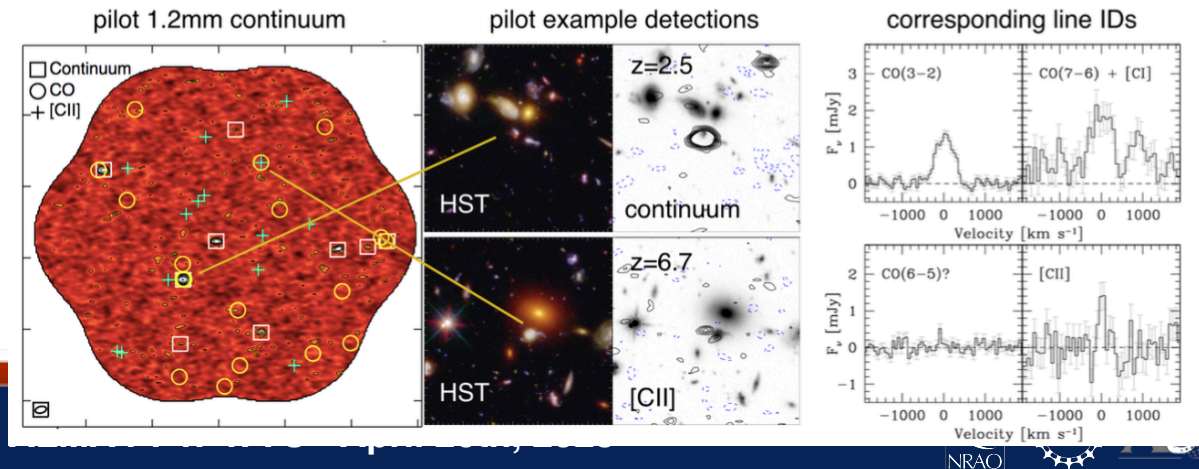 pilot 1.2mm continuum
pilot example detections
corresponding line IDs
Continuum
CO
[CII]
HST
z=2.5
continuum
HST
z=6.7
[CII]
CO(3−2)
CO(7−6) + [CI]
3
2
1
0
Fν [mJy]
−1000 0 1000
−1000 0 1000
Velocity [km s⁻¹]
CO(6−5)?
[CII]
2
1
0
−1
Fν [mJy]
−1000 0 1000
−1000 0 1000
Velocity [km s⁻¹]
NRAO